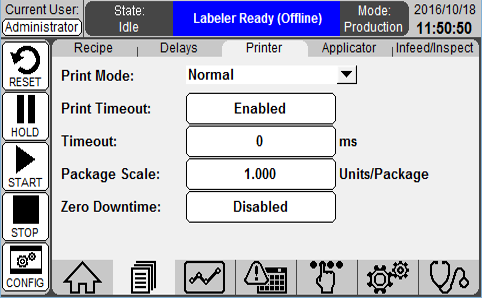 Current User: State: Labeler Ready (Offline) Mode: 2016/10/18
Administrator Idle Production 11:50:50
Recipe Delays Printer Applicator Infeed/Inspect
RESET
HOLD
START
STOP
CONFIG
Print Mode: Normal
Print Timeout: Enabled
Timeout: 0 ms
Package Scale: 1.000 Units/Package
Zero Downtime: Disabled